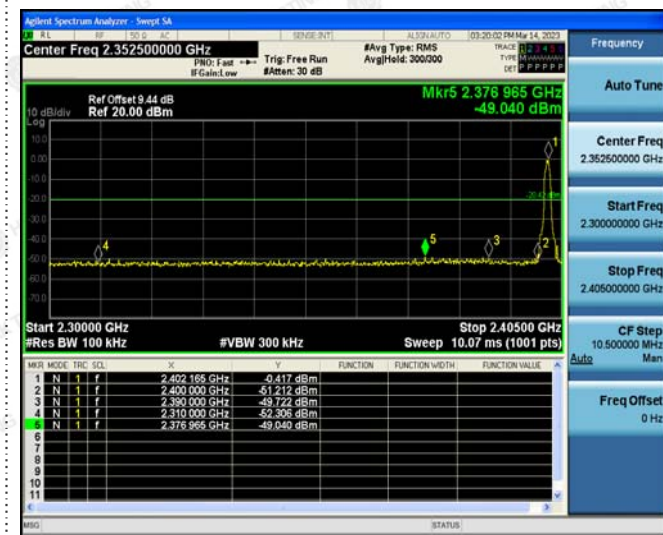 Agilent Spectrum Analyzer - Swept SA
RL RF 50 Ω AC SENSE:INT ALIGNAUTO 03:20:02 PM Mar 14, 2023
Center Freq 2.352500000 GHz
PNO: Fast
IFGain:Low
Trig: Free Run
#Atten: 30 dB
#Avg Type: RMS
Avg|Hold: 300/300
TRACE 1 2 3 4 5 6
TYPE M
DET P P P P P P
Frequency
Auto Tune
Center Freq
2.352500000 GHz
Start Freq
2.300000000 GHz
Stop Freq
2.405000000 GHz
CF Step
10.500000 MHz
Auto Man
Freq Offset
0 Hz
Mkr5 2.376 965 GHz
-49.040 dBm
Ref Offset 9.44 dB
10 dB/div Ref 20.00 dBm
Log
10.0
0.00
-10.0
-20.0
-30.0
-40.0
-50.0
-60.0
-70.0
-20.42 dBm
1
2
3
4
5
Start 2.30000 GHz Stop 2.40500 GHz
#Res BW 100 kHz #VBW 300 kHz Sweep 10.07 ms (1001 pts)
MKR MODE TRC SCL X Y FUNCTION FUNCTION WIDTH FUNCTION VALUE
1 N 1 f 2.402 165 GHz -0.417 dBm
2 N 1 f 2.400 000 GHz -51.212 dBm
3 N 1 f 2.390 000 GHz -49.722 dBm
4 N 1 f 2.310 000 GHz -52.306 dBm
5 N 1 f 2.376 965 GHz -49.040 dBm
6
7
8
9
10
11
MSG STATUS